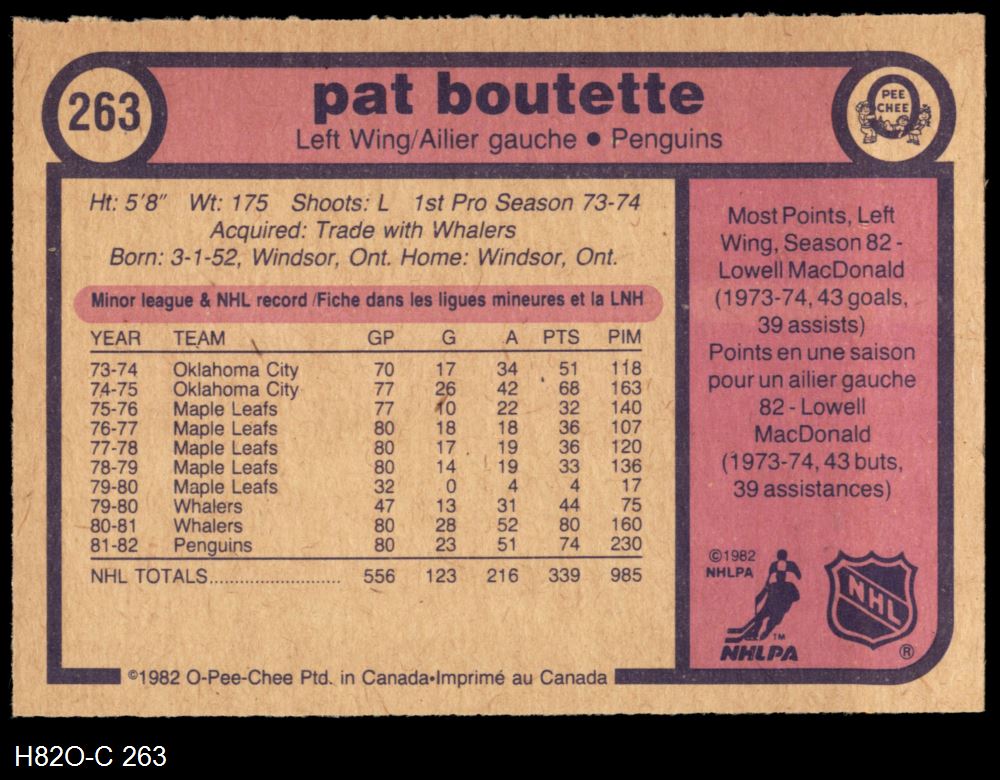 263
pat boutette
Left Wing/Ailier gauche • Penguins
PEE
CHEE
Ht: 5'8" Wt: 175 Shoots: L 1st Pro Season 73-74
Acquired: Trade with Whalers
Born: 3-1-52, Windsor, Ont. Home: Windsor, Ont.
Minor league & NHL record/Fiche dans les ligues mineures et la LNH
YEAR TEAM GP G A PTS PIM
73-74 Oklahoma City 70 17 34 51 118
74-75 Oklahoma City 77 26 42 68 163
75-76 Maple Leafs 77 10 22 32 140
76-77 Maple Leafs 80 18 18 36 107
77-78 Maple Leafs 80 17 19 36 120
78-79 Maple Leafs 80 14 19 33 136
79-80 Maple Leafs 32 0 4 4 17
79-80 Whalers 47 13 31 44 75
80-81 Whalers 80 28 52 80 160
81-82 Penguins 80 23 51 74 230
NHL TOTALS........................ 556 123 216 339 985
Most Points, Left
Wing, Season 82 -
Lowell MacDonald
(1973-74, 43 goals,
39 assists)
Points en une saison
pour un ailier gauche
82 - Lowell
MacDonald
(1973-74, 43 buts,
39 assistances)
©1982
NHLPA
TM
NHLPA
NHL
®
©1982 O-Pee-Chee Ptd. in Canada•Imprimé au Canada
H82O-C 263